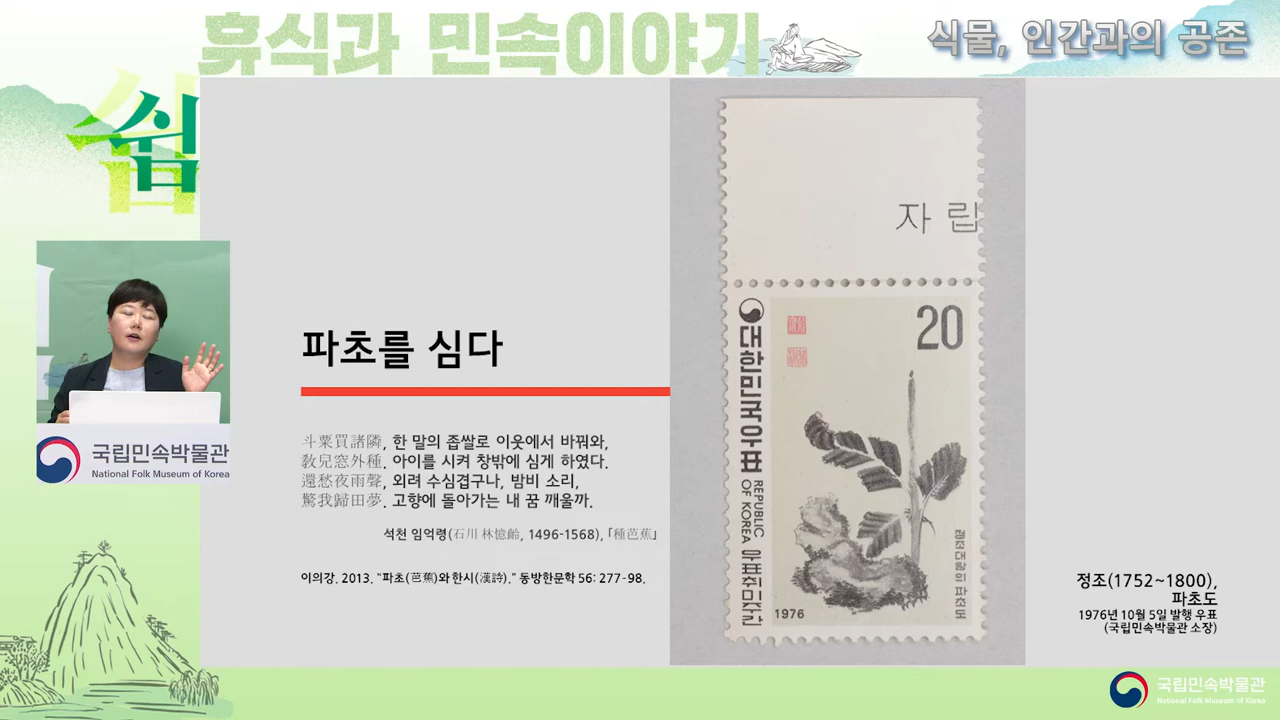 휴식과 민속이야기
식물, 인간과의 공존
쉽
국립민속박물관
National Folk Museum of Korea
파초를 심다
斗粟買諸隣, 한 말의 좁쌀로 이웃에서 바꿔와,
敎兒窓外種. 아이를 시켜 창밖에 심게 하였다.
還愁夜雨聲, 외려 수심겹구나, 밤비 소리,
驚我歸田夢. 고향에 돌아가는 내 꿈 깨울까.
석천 임억령(石川 林憶齡, 1496-1568), 「種芭蕉」
이의강. 2013. "파초(芭蕉)와 한시(漢詩)." 동방한문학 56: 277-98.
자립
20
대한민국우표
REPUBLIC
OF KOREA
정조대왕의 파초도
1976
정조(1752~1800),
파초도
1976년 10월 5일 발행 우표
(국립민속박물관 소장)
국립민속박물관
National Folk Museum of Korea